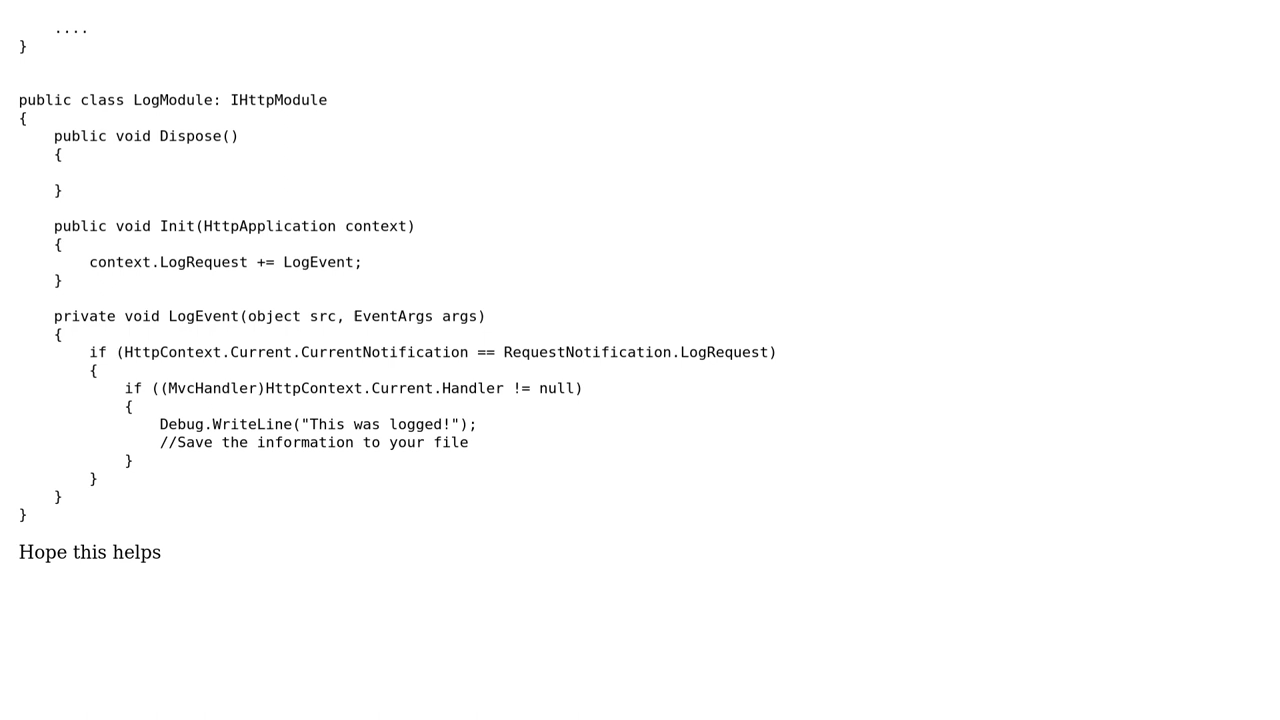 ....
}


public class LogModule: IHttpModule
{
    public void Dispose()
    {

    }

    public void Init(HttpApplication context)
    {
        context.LogRequest += LogEvent;
    }

    private void LogEvent(object src, EventArgs args)
    {
        if (HttpContext.Current.CurrentNotification == RequestNotification.LogRequest)
        {
            if ((MvcHandler)HttpContext.Current.Handler != null)
            {
                Debug.WriteLine("This was logged!");
                //Save the information to your file
            }
        }
    }
}
Hope this helps